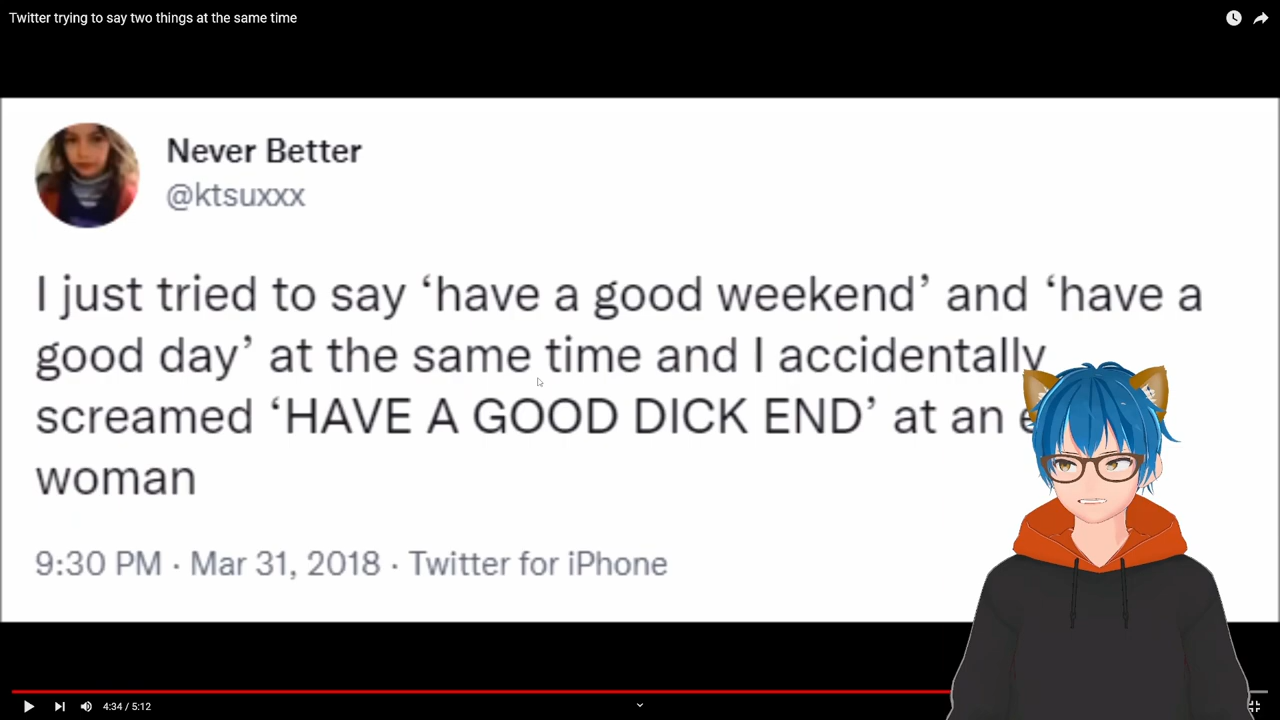 Twitter trying to say two things at the same time
Never Better
@ktsuxxx
I just tried to say ‘have a good weekend’ and ‘have a
good day’ at the same time and I accidentally
screamed ‘HAVE A GOOD DICK END’ at an
woman
9:30 PM · Mar 31, 2018 · Twitter for iPhone
4:34 / 5:12